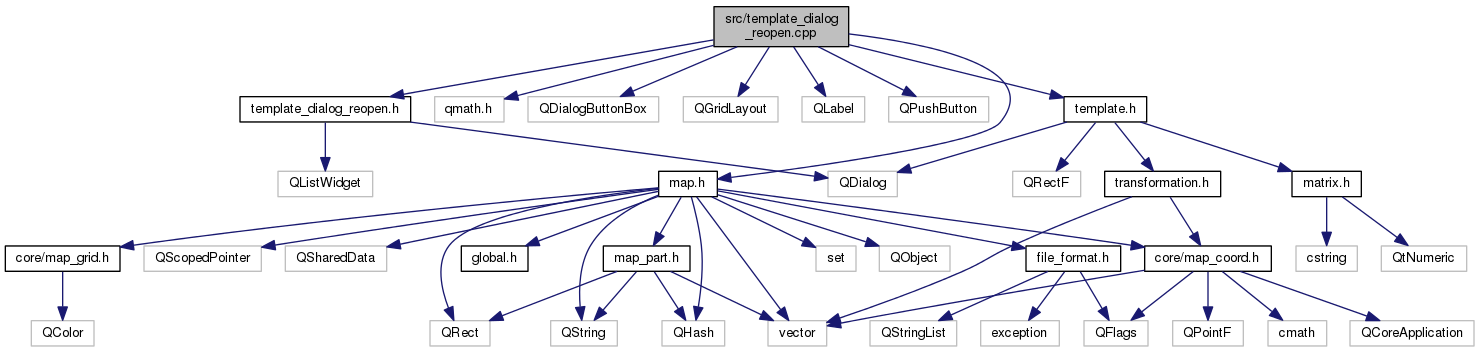 src/template_dialog
_reopen.cpp
template_dialog_reopen.h
qmath.h
QDialogButtonBox
QGridLayout
QLabel
QPushButton
template.h
QListWidget
map.h
QDialog
QRectF
transformation.h
matrix.h
core/map_grid.h
QScopedPointer
QSharedData
global.h
map_part.h
set
QObject
file_format.h
core/map_coord.h
cstring
QtNumeric
QColor
QRect
QString
QHash
vector
QStringList
exception
QFlags
QPointF
cmath
QCoreApplication